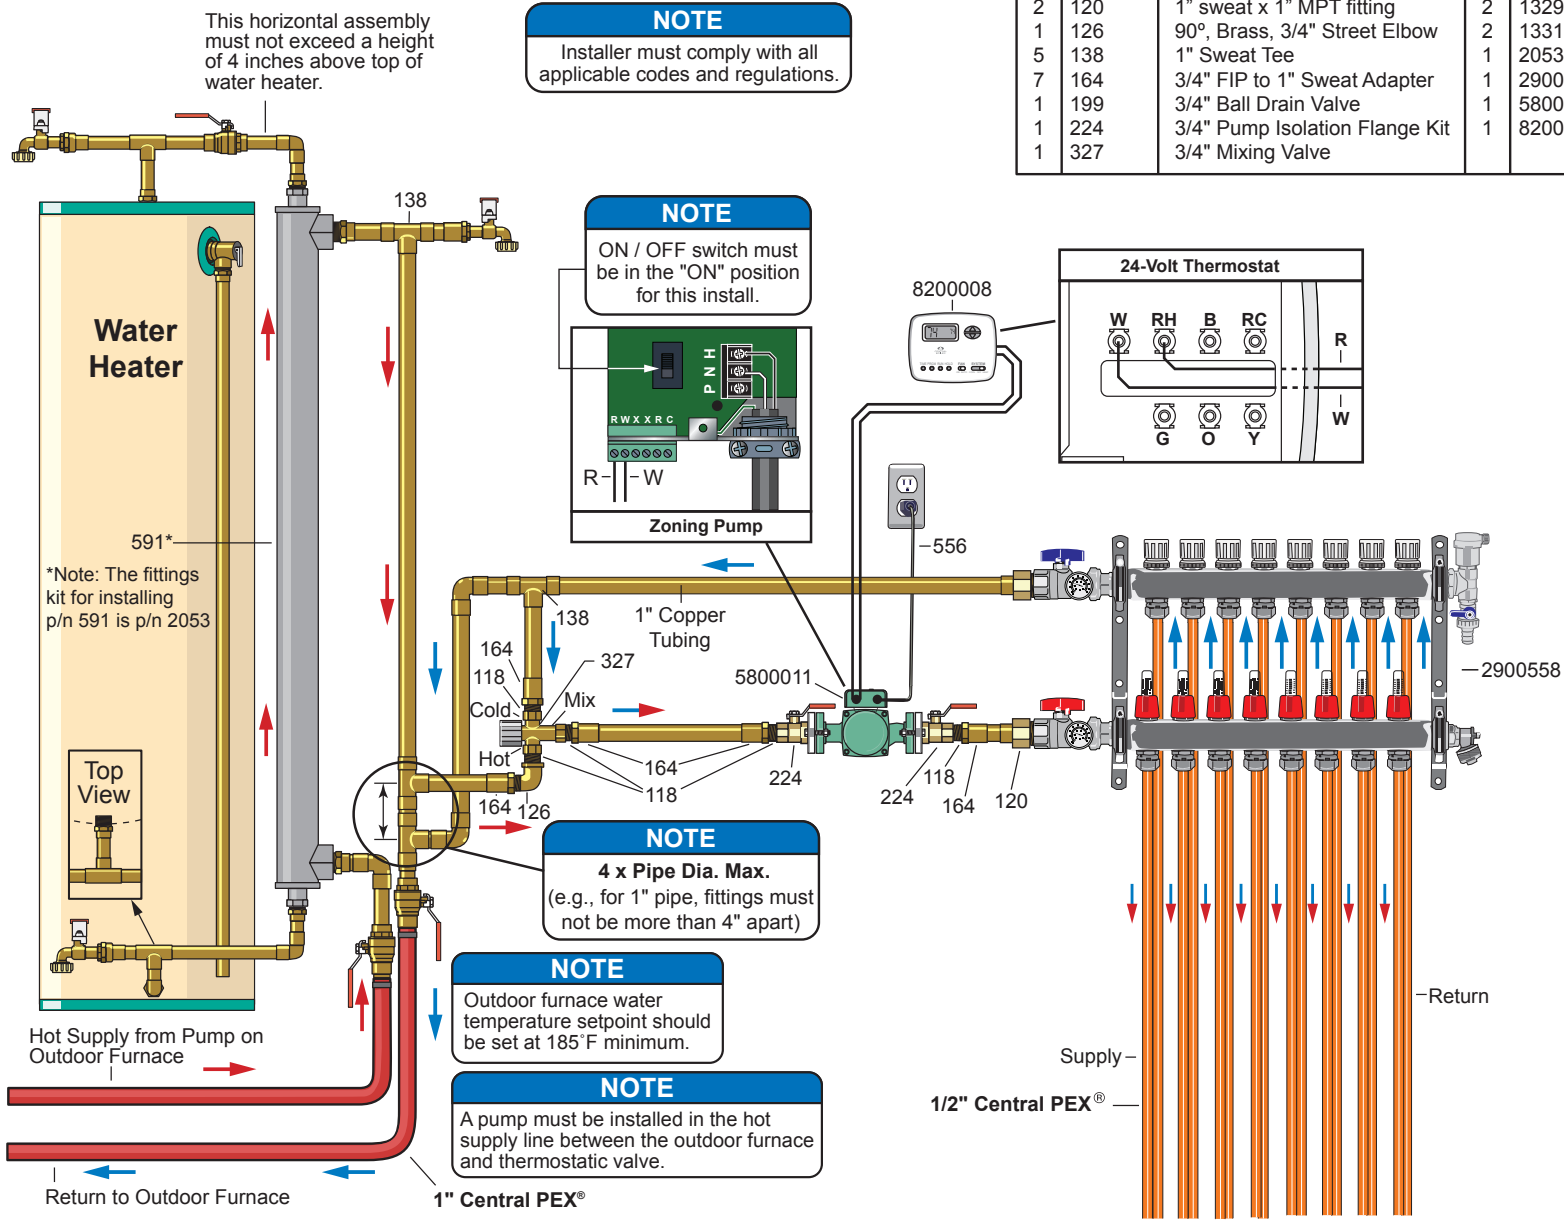 This horizontal assembly
must not exceed a height
of 4 inches above top of
water heater.
NOTE
Installer must comply with all
applicable codes and regulations.
2 120 1" sweat x 1" MPT fitting 2 1329
1 126 90º, Brass, 3/4" Street Elbow 2 1331
5 138 1" Sweat Tee 1 2053
7 164 3/4" FIP to 1" Sweat Adapter 1 2900
1 199 3/4" Ball Drain Valve 1 5800
1 224 3/4" Pump Isolation Flange Kit 1 8200
1 327 3/4" Mixing Valve
138
NOTE
ON / OFF switch must
be in the "ON" position
for this install.
P N H
R W X X R C
R W
Zoning Pump
8200008
74
24-Volt Thermostat
W RH B RC
R
W
G O Y
Water
Heater
591*
*Note: The fittings
kit for installing
p/n 591 is p/n 2053
556
138
1" Copper
Tubing
164
118
327
Cold
Mix
Hot
5800011
2900558
164
118
224
224
118
164
120
164
126
Top
View
NOTE
4 x Pipe Dia. Max.
(e.g., for 1" pipe, fittings must
not be more than 4" apart)
NOTE
Outdoor furnace water
temperature setpoint should
be set at 185°F minimum.
Hot Supply from Pump on
Outdoor Furnace
Return
Supply
1/2" Central PEX®
NOTE
A pump must be installed in the hot
supply line between the outdoor furnace
and thermostatic valve.
Return to Outdoor Furnace
1" Central PEX®